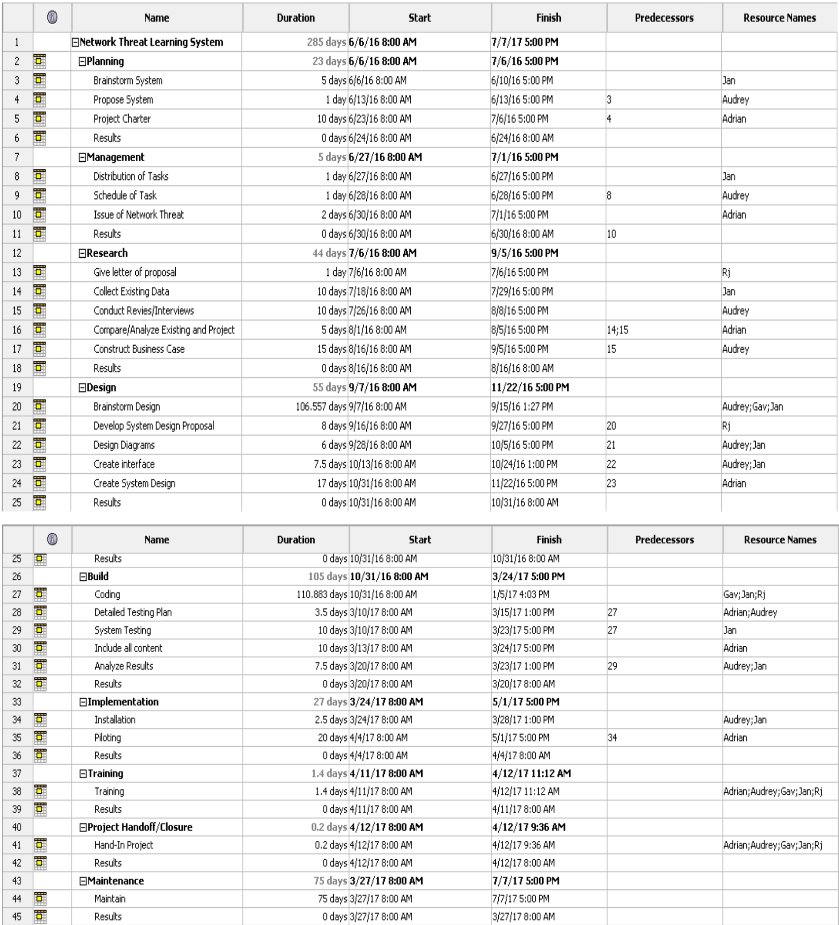 Name Duration Start Finish Predecessors Resource Names
1 Network Threat Learning System 285 days 6/6/16 8:00 AM 7/7/17 5:00 PM
2 Planning 23 days 6/6/16 8:00 AM 7/6/16 5:00 PM
3 Brainstorm System 5 days 6/6/16 8:00 AM 6/10/16 5:00 PM Jan
4 Propose System 1 day 6/13/16 8:00 AM 6/13/16 5:00 PM 3 Audrey
5 Project Charter 10 days 6/23/16 8:00 AM 7/6/16 5:00 PM 4 Adrian
6 Results 0 days 6/24/16 8:00 AM 6/24/16 8:00 AM
7 Management 5 days 6/27/16 8:00 AM 7/1/16 5:00 PM
8 Distribution of Tasks 1 day 6/27/16 8:00 AM 6/27/16 5:00 PM Jan
9 Schedule of Task 1 day 6/28/16 8:00 AM 6/28/16 5:00 PM 8 Audrey
10 Issue of Network Threat 2 days 6/30/16 8:00 AM 7/1/16 5:00 PM Adrian
11 Results 0 days 6/30/16 8:00 AM 6/30/16 8:00 AM 10
12 Research 44 days 7/6/16 8:00 AM 9/5/16 5:00 PM
13 Give letter of proposal 1 day 7/6/16 8:00 AM 7/6/16 5:00 PM Rj
14 Collect Existing Data 10 days 7/18/16 8:00 AM 7/29/16 5:00 PM Jan
15 Conduct Revies/Interviews 10 days 7/26/16 8:00 AM 8/8/16 5:00 PM Audrey
16 Compare/Analyze Existing and Project 5 days 8/1/16 8:00 AM 8/5/16 5:00 PM 14;15 Adrian
17 Construct Business Case 15 days 8/16/16 8:00 AM 9/5/16 5:00 PM 15 Audrey
18 Results 0 days 8/16/16 8:00 AM 8/16/16 8:00 AM
19 Design 55 days 9/7/16 8:00 AM 11/22/16 5:00 PM
20 Brainstorm Design 106.557 days 9/7/16 8:00 AM 9/15/16 1:27 PM Audrey;Gav;Jan
21 Develop System Design Proposal 8 days 9/16/16 8:00 AM 9/27/16 5:00 PM 20 Rj
22 Design Diagrams 6 days 9/28/16 8:00 AM 10/5/16 5:00 PM 21 Audrey;Jan
23 Create interface 7.5 days 10/13/16 8:00 AM 10/24/16 1:00 PM 22 Audrey;Jan
24 Create System Design 17 days 10/31/16 8:00 AM 11/22/16 5:00 PM 23 Adrian
25 Results 0 days 10/31/16 8:00 AM 10/31/16 8:00 AM
Name Duration Start Finish Predecessors Resource Names
25 Results 0 days 10/31/16 8:00 AM 10/31/16 8:00 AM
26 Build 105 days 10/31/16 8:00 AM 3/24/17 5:00 PM
27 Coding 110.883 days 10/31/16 8:00 AM 1/5/17 4:03 PM Gav;Jan;Rj
28 Detailed Testing Plan 3.5 days 3/10/17 8:00 AM 3/15/17 1:00 PM 27 Adrian;Audrey
29 System Testing 10 days 3/10/17 8:00 AM 3/23/17 5:00 PM 27 Jan
30 Include all content 10 days 3/13/17 8:00 AM 3/24/17 5:00 PM Adrian
31 Analyze Results 7.5 days 3/20/17 8:00 AM 3/23/17 1:00 PM 29 Audrey;Jan
32 Results 0 days 3/20/17 8:00 AM 3/20/17 8:00 AM
33 Implementation 27 days 3/24/17 8:00 AM 5/1/17 5:00 PM
34 Installation 2.5 days 3/24/17 8:00 AM 3/28/17 1:00 PM Audrey;Jan
35 Piloting 20 days 4/4/17 8:00 AM 5/1/17 5:00 PM 34 Adrian
36 Results 0 days 4/4/17 8:00 AM 4/4/17 8:00 AM
37 Training 1.4 days 4/11/17 8:00 AM 4/12/17 11:12 AM
38 Training 1.4 days 4/11/17 8:00 AM 4/12/17 11:12 AM Adrian;Audrey;Gav;Jan;Rj
39 Results 0 days 4/11/17 8:00 AM 4/11/17 8:00 AM
40 Project Handoff/Closure 0.2 days 4/12/17 8:00 AM 4/12/17 9:36 AM
41 Hand-In Project 0.2 days 4/12/17 8:00 AM 4/12/17 9:36 AM Adrian;Audrey;Gav;Jan;Rj
42 Results 0 days 4/12/17 8:00 AM 4/12/17 8:00 AM
43 Maintenance 75 days 3/27/17 8:00 AM 7/7/17 5:00 PM
44 Maintain 75 days 3/27/17 8:00 AM 7/7/17 5:00 PM
45 Results 0 days 3/27/17 8:00 AM 3/27/17 8:00 AM